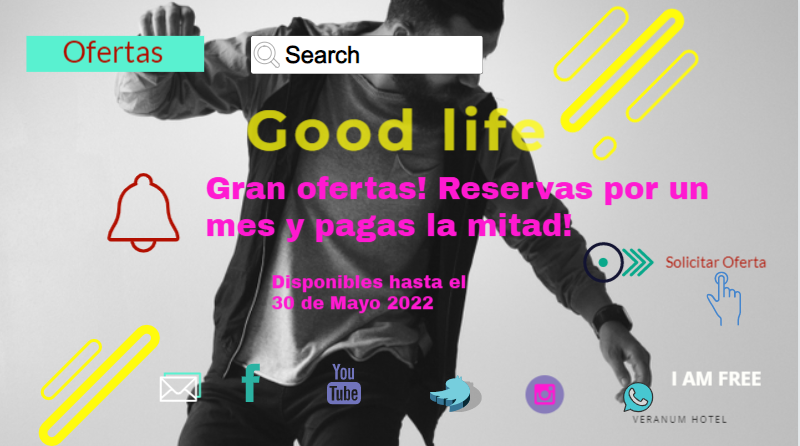 Ofertas
Search
Good life
Gran ofertas! Reservas por un
mes y pagas la mitad!
Solicitar Oferta
Disponibles hasta el
30 de Mayo 2022
You
Tube
I AM FREE
VERANUM HOTEL